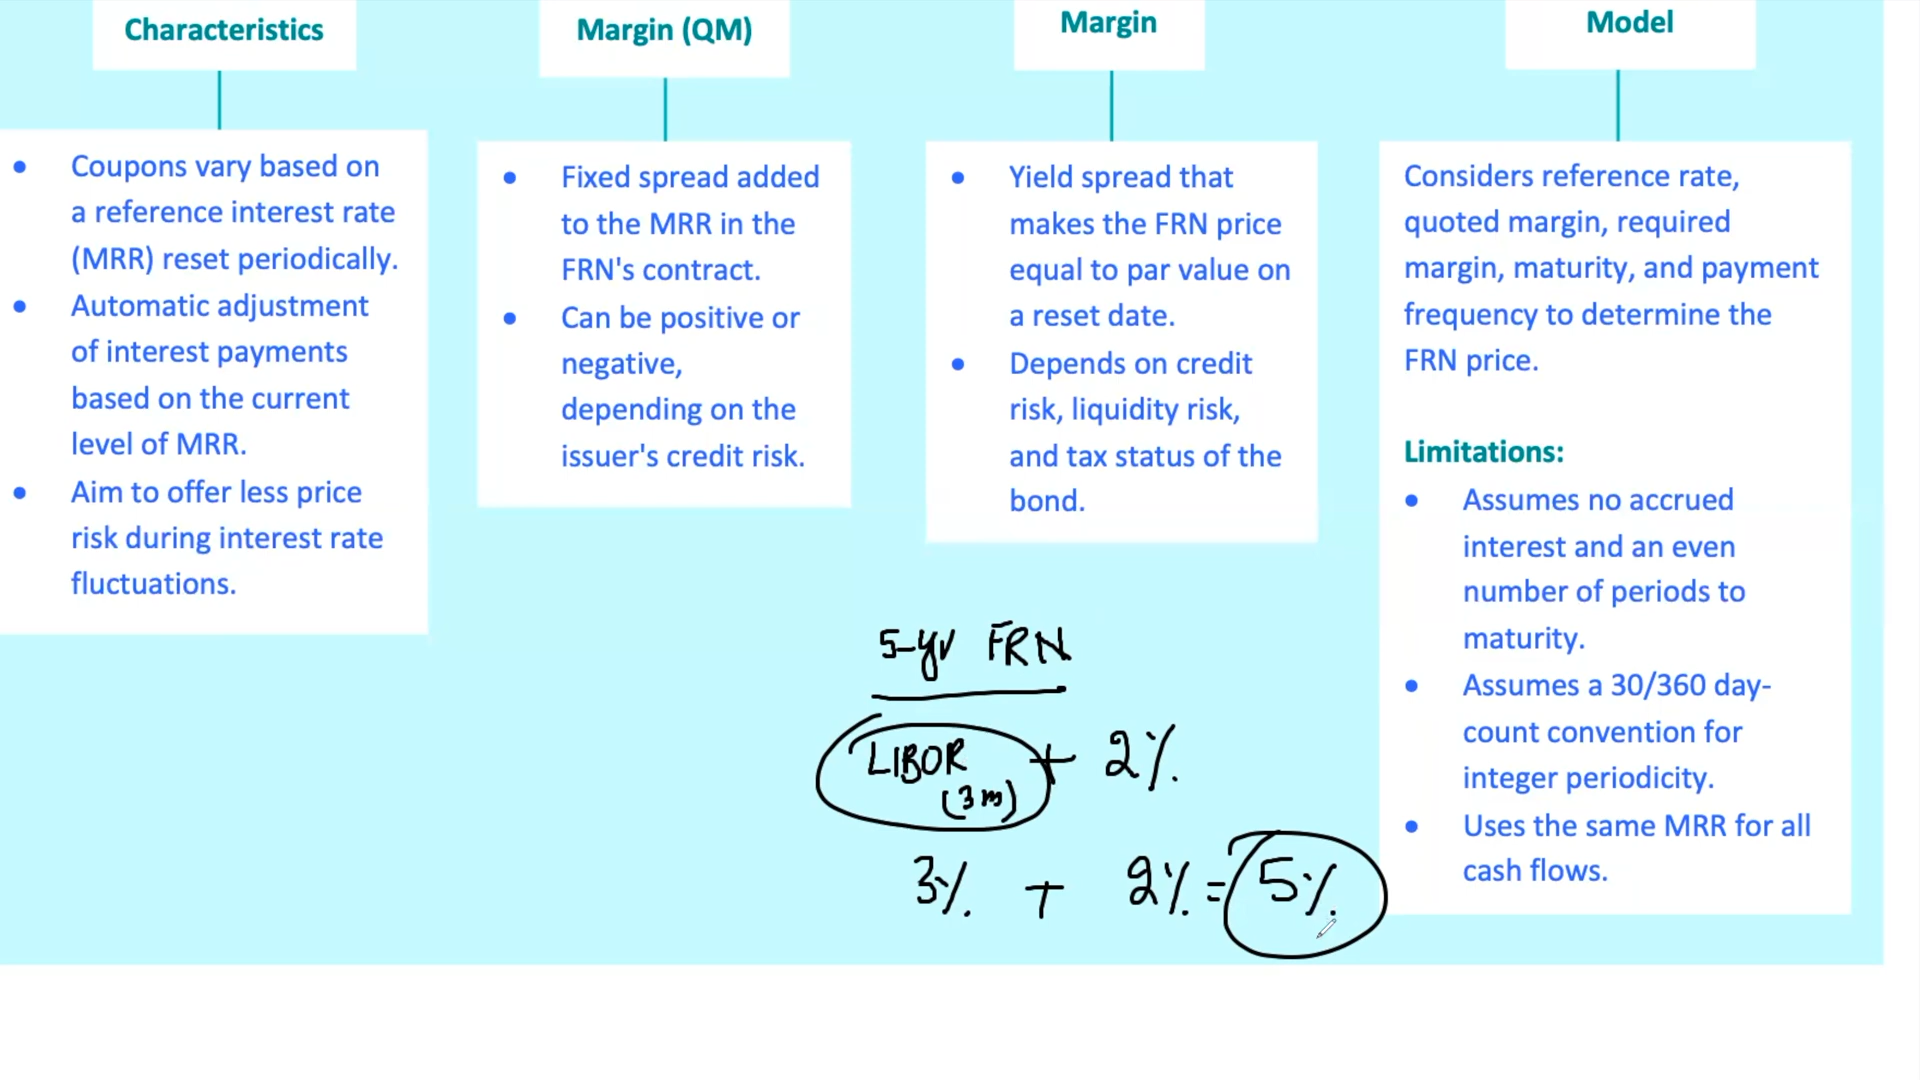 Characteristics
Coupons vary based on
a reference interest rate
(MRR) reset periodically.
Automatic adjustment
of interest payments
based on the current
level of MRR.
Aim to offer less price
risk during interest rate
fluctuations.
Margin (QM)
Fixed spread added
to the MRR in the
FRN's contract.
Can be positive or
negative,
depending on the
issuer's credit risk.
Margin
Yield spread that
makes the FRN price
equal to par value on
a reset date.
Depends on credit
risk, liquidity risk,
and tax status of the
bond.
Model
Considers reference rate,
quoted margin, required
margin, maturity, and payment
frequency to determine the
FRN price.
Limitations:
Assumes no accrued
interest and an even
number of periods to
maturity.
Assumes a 30/360 day-
count convention for
integer periodicity.
Uses the same MRR for all
cash flows.
5-yr FRN
LIBOR + 2%
(3m)
3% + 2% = 5%